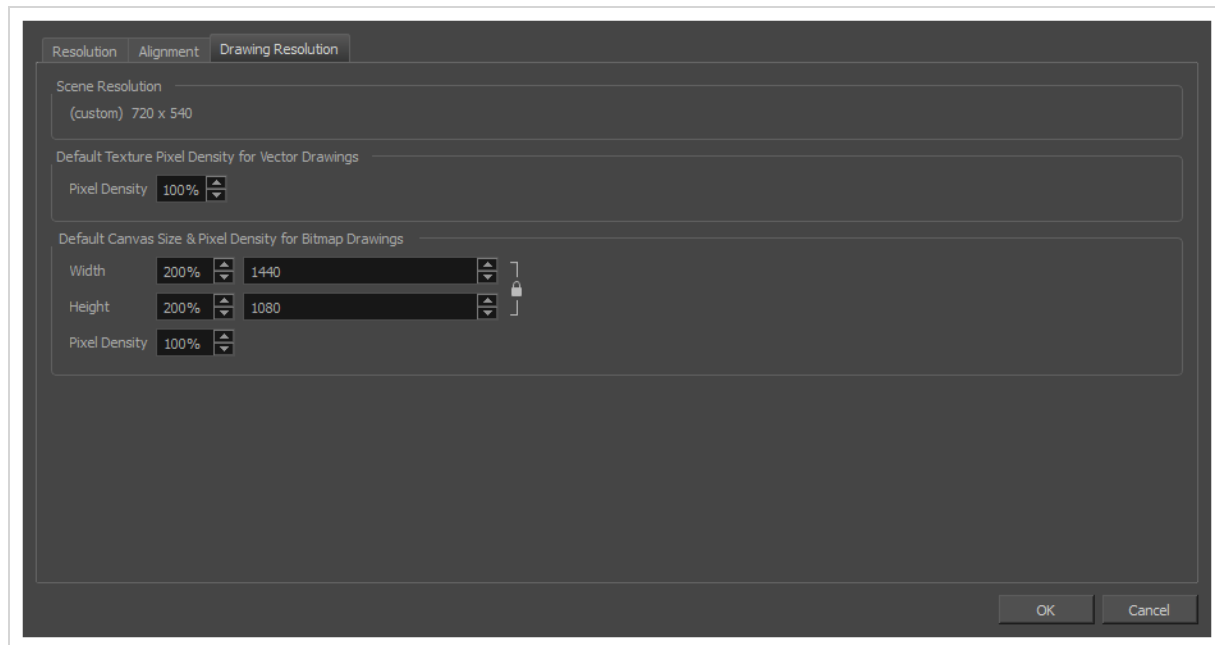 Resolution Alignment Drawing Resolution
Scene Resolution
(custom) 720 x 540
Default Texture Pixel Density for Vector Drawings
Pixel Density 100%
Default Canvas Size & Pixel Density for Bitmap Drawings
Width 200% 1440
Height 200% 1080
Pixel Density 100%
OK Cancel